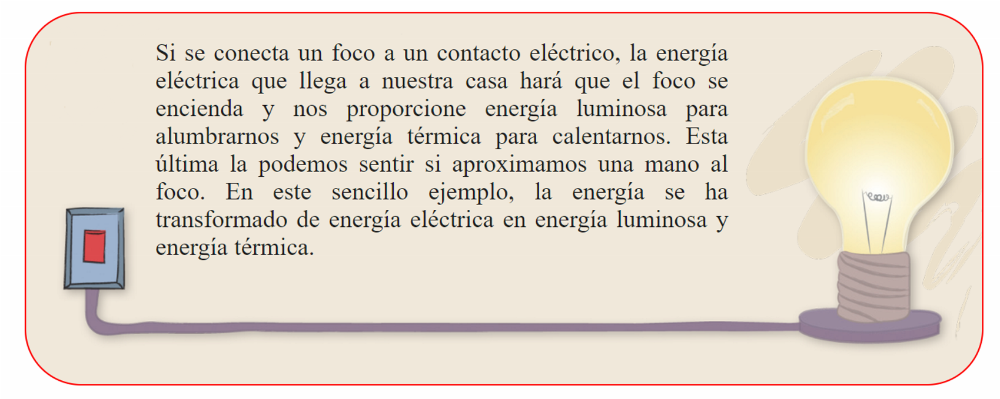 Si se conecta un foco a un contacto eléctrico, la energía
eléctrica que llega a nuestra casa hará que el foco se
encienda y nos proporcione energía luminosa para
alumbrarnos y energía térmica para calentarnos. Esta
última la podemos sentir si aproximamos una mano al
foco. En este sencillo ejemplo, la energía se ha
transformado de energía eléctrica en energía luminosa y
energía térmica.